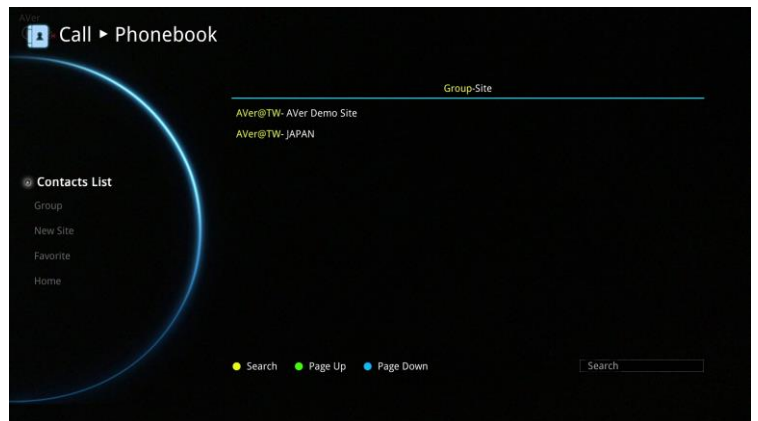 AVer
Call ▸ Phonebook
Group-Site
AVer@TW- AVer Demo Site
AVer@TW- JAPAN
Contacts List
Group
New Site
Favorite
Home
Search Page Up Page Down Search